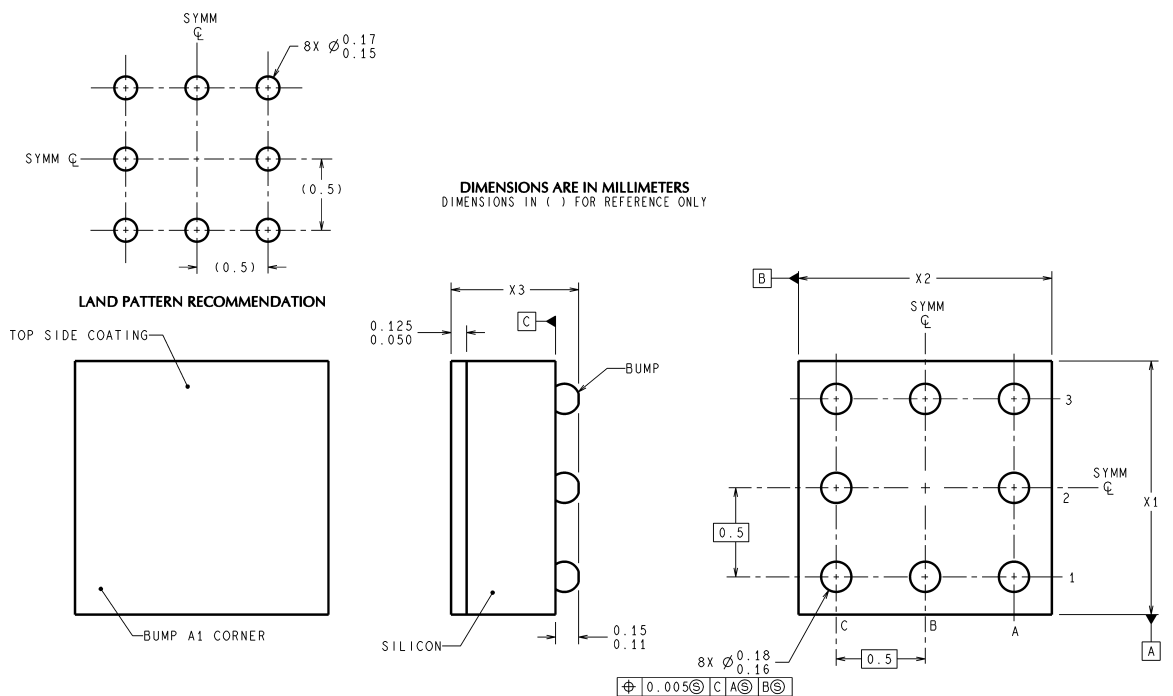 SYMM
℄
8X Ø 0.17
0.15
SYMM ℄
(0.5)
(0.5)
LAND PATTERN RECOMMENDATION
DIMENSIONS ARE IN MILLIMETERS
DIMENSIONS IN ( ) FOR REFERENCE ONLY
TOP SIDE COATING
BUMP A1 CORNER
X3
0.125
0.050
C
BUMP
SILICON
0.15
0.11
B
X2
SYMM
℄
3
SYMM
℄
2
X1
0.5
1
C B A
8X Ø 0.18
0.16
0.5
A
⌖ 0.005Ⓢ C AⓈ BⓈ